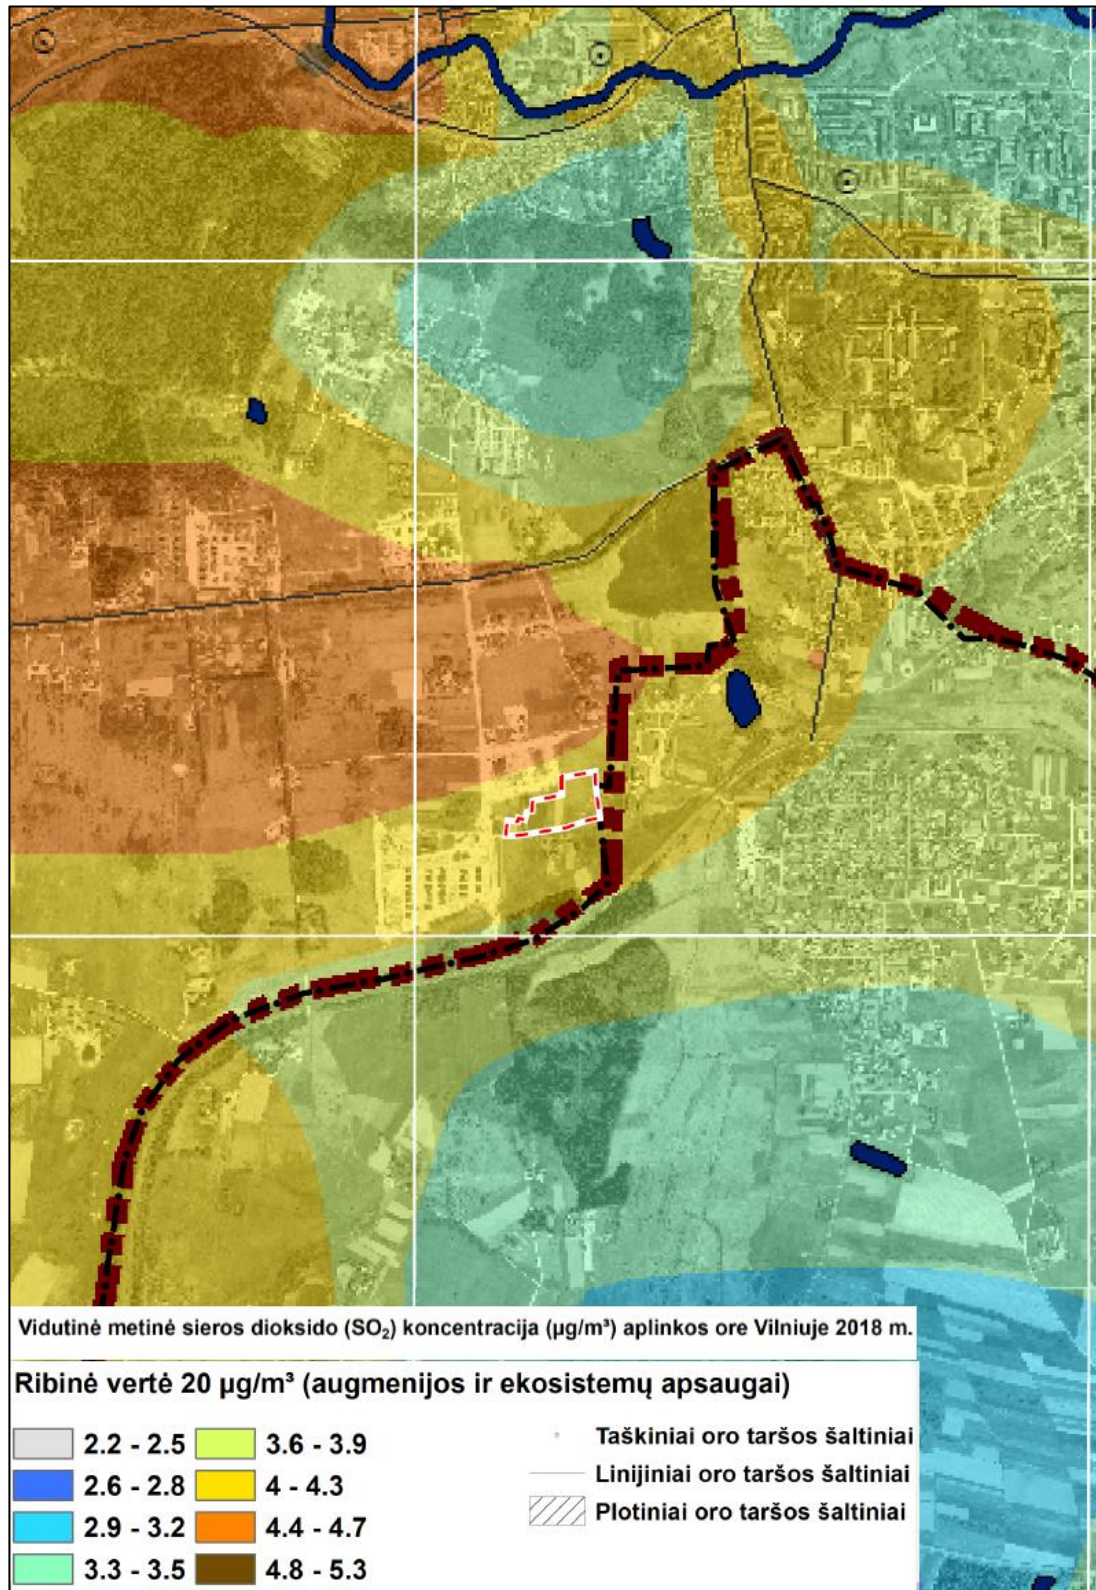 Vidutinė metinė sieros dioksido (SO₂) koncentracija (µg/m³) aplinkos ore Vilniuje 2018 m.
Ribinė vertė 20 µg/m³ (augmenijos ir ekosistemų apsaugai)
2.2 - 2.5
2.6 - 2.8
2.9 - 3.2
3.3 - 3.5
3.6 - 3.9
4 - 4.3
4.4 - 4.7
4.8 - 5.3
Taškiniai oro taršos šaltiniai
Linijiniai oro taršos šaltiniai
Plotiniai oro taršos šaltiniai